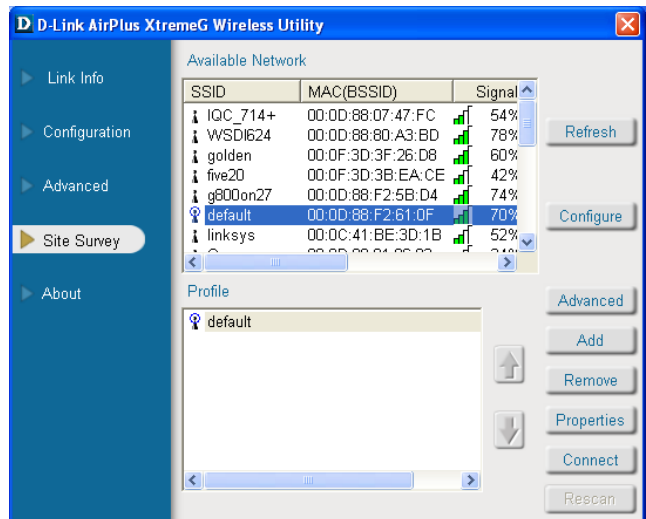 D D-Link AirPlus XtremeG Wireless Utility
Link Info
Configuration
Advanced
Site Survey
About
Available Network
SSID MAC(BSSID) Signal
IQC_714+ 00:0D:88:07:47:FC 54%
WSDI624 00:0D:88:80:A3:BD 78%
golden 00:0F:3D:3F:26:D8 60%
five20 00:0F:3D:3B:EA:CE 42%
g800on27 00:0D:88:F2:5B:D4 74%
default 00:0D:88:F2:61:0F 70%
linksys 00:0C:41:BE:3D:1B 52%
Refresh
Configure
Profile
default
Advanced
Add
Remove
Properties
Connect
Rescan